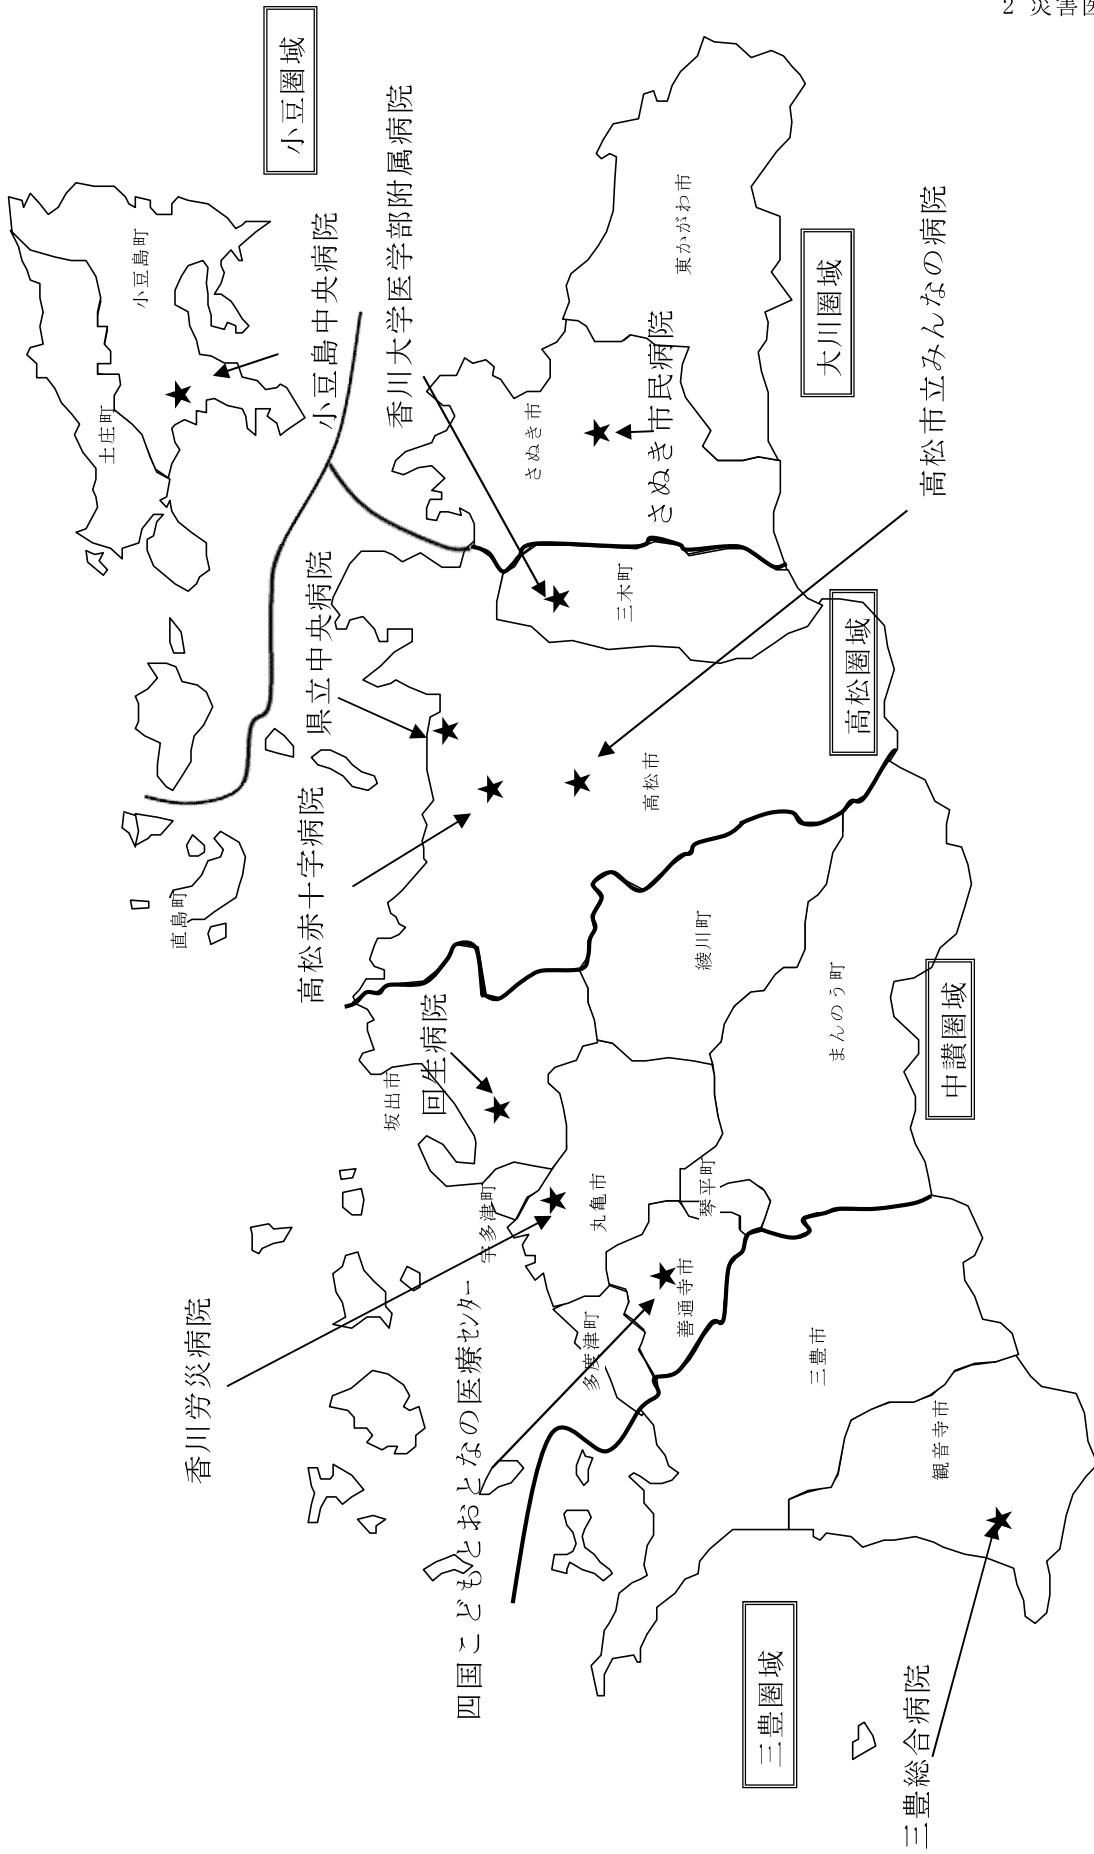 2 災害医
小豆圏域
小豆島町
土庄町
小豆島中央病院
香川大学医学部附属病院
東かがわ市
さぬき市
さぬき市民病院
大川圏域
高松市立みんなの病院
三木町
高松圏域
県立中央病院
高松赤十字病院
直島町
高松市
綾川町
まんのう町
中讃圏域
回生病院
坂出市
宇多津町
丸亀市
琴平町
善通寺市
多度津町
香川労災病院
四国こどもとおとなの医療センター
三豊市
観音寺市
三豊圏域
三豊総合病院